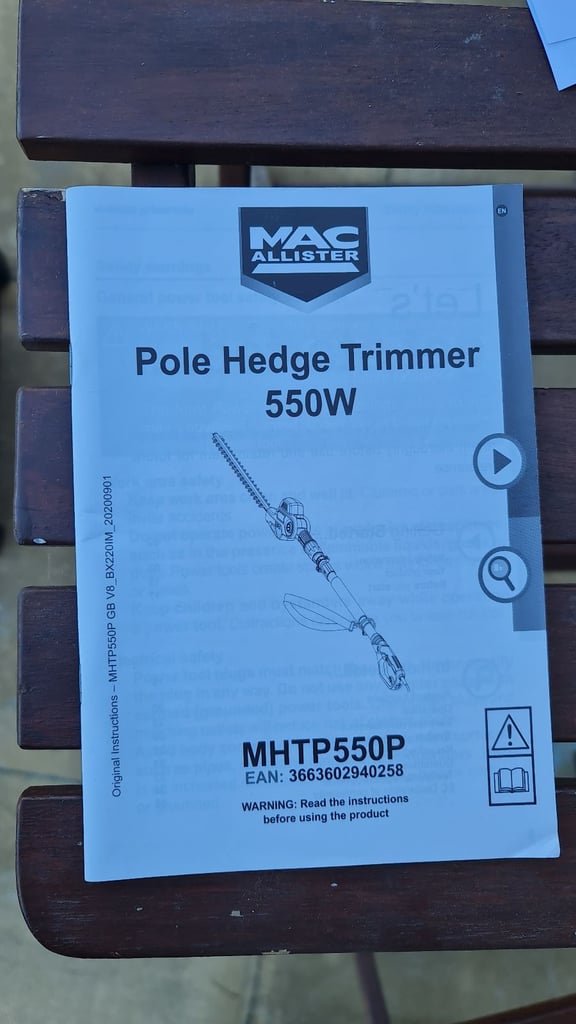 EN
MAC
ALLISTER
Let's
Pole Hedge Trimmer
550W
Original Instructions – MHTP550P GB V8_BX220IM_20200901
MHTP550P
EAN: 3663602940258
WARNING: Read the instructions
before using the product